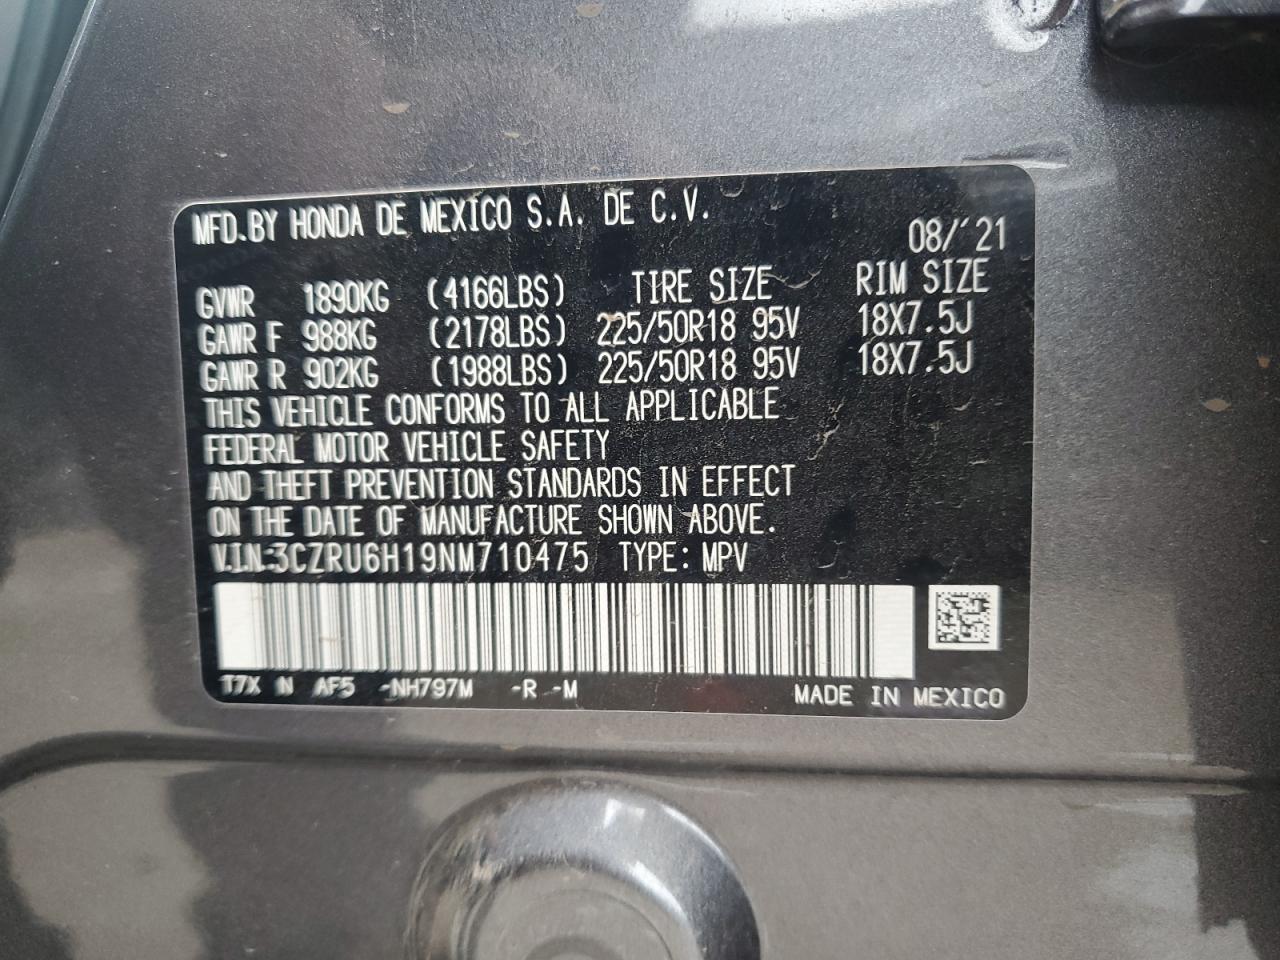 MFD.BY HONDA DE MEXICO S.A. DE C.V.
08/'21
GVWR 1890KG (4166LBS) TIRE SIZE RIM SIZE
GAWR F 988KG (2178LBS) 225/50R18 95V 18X7.5J
GAWR R 902KG (1988LBS) 225/50R18 95V 18X7.5J
THIS VEHICLE CONFORMS TO ALL APPLICABLE
FEDERAL MOTOR VEHICLE SAFETY
AND THEFT PREVENTION STANDARDS IN EFFECT
ON THE DATE OF MANUFACTURE SHOWN ABOVE.
V.I.N:3CZRU6H19NM710475 TYPE: MPV
T7X N AF5 -NH797M -R -M MADE IN MEXICO